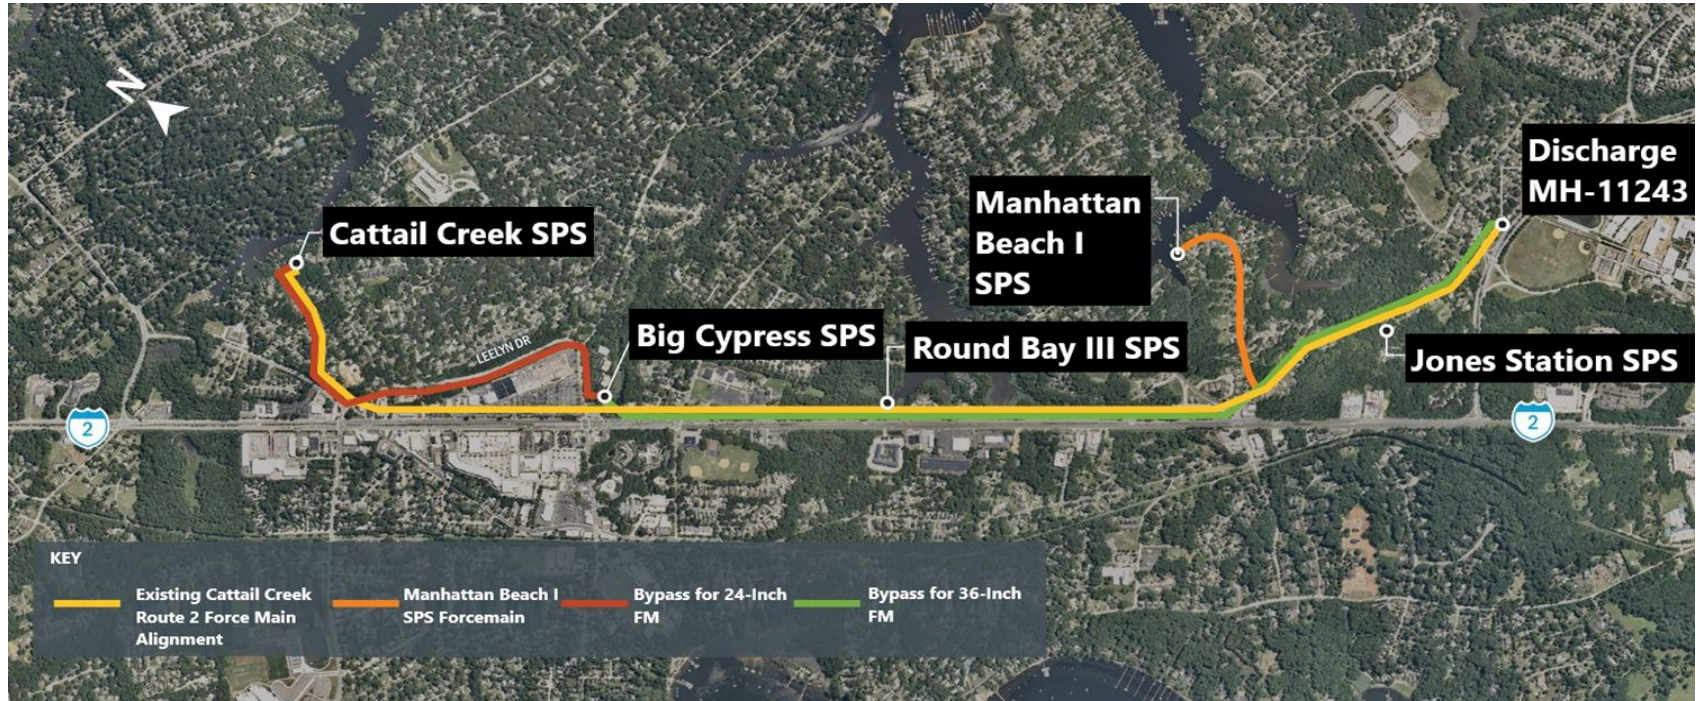 N
Cattail Creek SPS
LEELYN DR
Big Cypress SPS
Round Bay III SPS
Manhattan
Beach I
SPS
Discharge
MH-11243
Jones Station SPS
2
2
KEY
Existing Cattail Creek
Route 2 Force Main
Alignment
Manhattan Beach I
SPS Forcemain
Bypass for 24-Inch
FM
Bypass for 36-Inch
FM